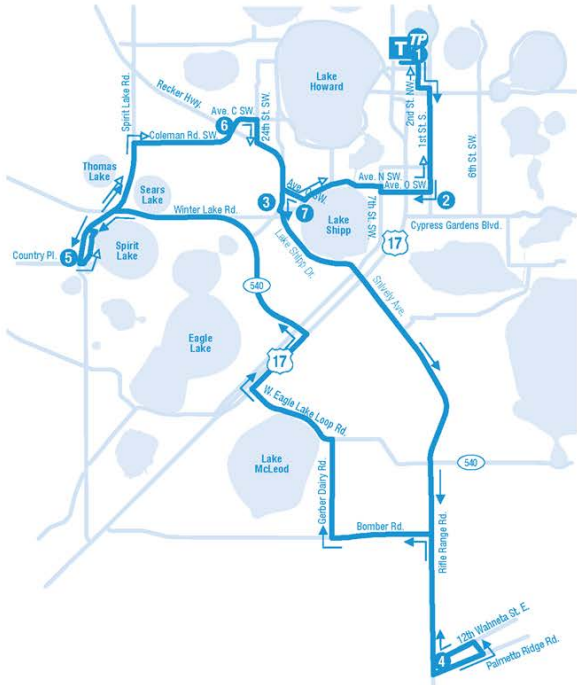 T
TP
1
Lake
Howard
Spirit Lake Rd.
Recker Hwy.
Ave. C SW.
24th St. SW.
2nd St. NW.
1st St. S.
6th St. SW.
6
Coleman Rd. SW
Thomas
Lake
Sears
Lake
Ave. N SW.
Ave. O SW.
3
7
2
Lake
Shipp
7th St. SW.
Winter Lake Rd.
Cypress Gardens Blvd.
17
Country Pl.
5
Spirit
Lake
Lake Shipp Dr.
540
Snively Ave.
Eagle
Lake
17
W. Eagle Lake Loop Rd.
Lake
McLeod
540
Gerber Dairy Rd.
Rifle Range Rd.
Bomber Rd.
12th Wahneta St. E.
4
Palmetto Ridge Rd.